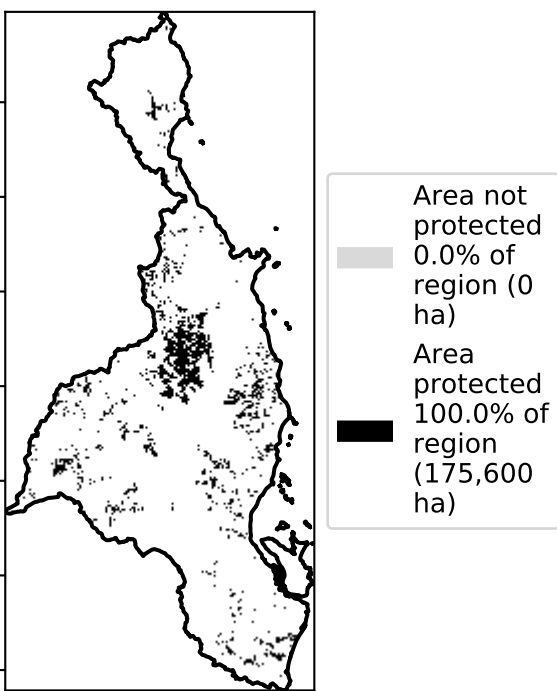 Area not
protected
0.0% of
region (0
ha)
Area
protected
100.0% of
region
(175,600
ha)